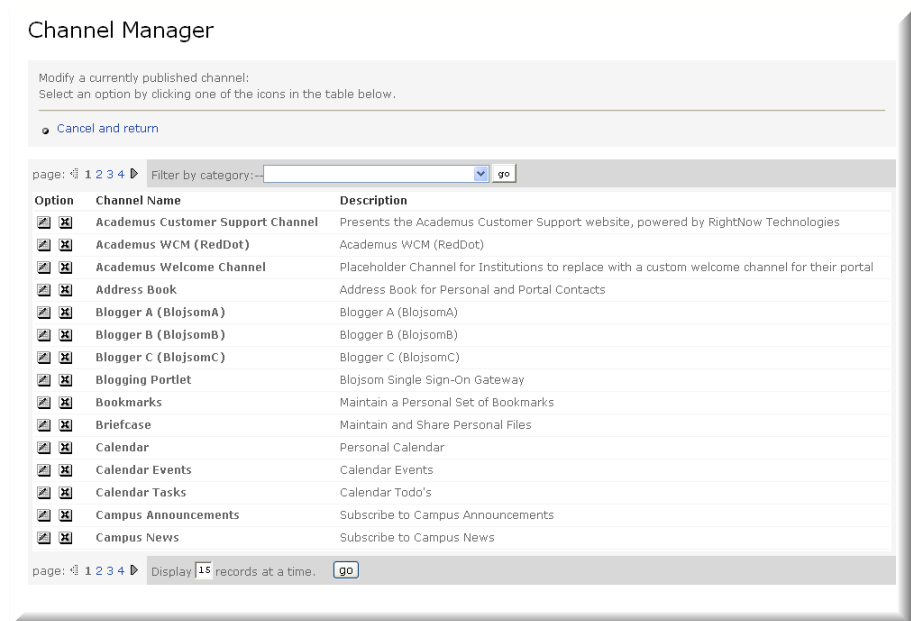 Channel Manager
Modify a currently published channel:
Select an option by clicking one of the icons in the table below.
Cancel and return
page: 1 2 3 4 Filter by category:-- go
Option Channel Name Description
Academus Customer Support Channel Presents the Academus Customer Support website, powered by RightNow Technologies
Academus WCM (RedDot) Academus WCM (RedDot)
Academus Welcome Channel Placeholder Channel for Institutions to replace with a custom welcome channel for their portal
Address Book Address Book for Personal and Portal Contacts
Blogger A (BlojsomA) Blogger A (BlojsomA)
Blogger B (BlojsomB) Blogger B (BlojsomB)
Blogger C (BlojsomC) Blogger C (BlojsomC)
Blogging Portlet Blojsom Single Sign-On Gateway
Bookmarks Maintain a Personal Set of Bookmarks
Briefcase Maintain and Share Personal Files
Calendar Personal Calendar
Calendar Events Calendar Events
Calendar Tasks Calendar Todo's
Campus Announcements Subscribe to Campus Announcements
Campus News Subscribe to Campus News
page: 1 2 3 4 Display 15 records at a time. go